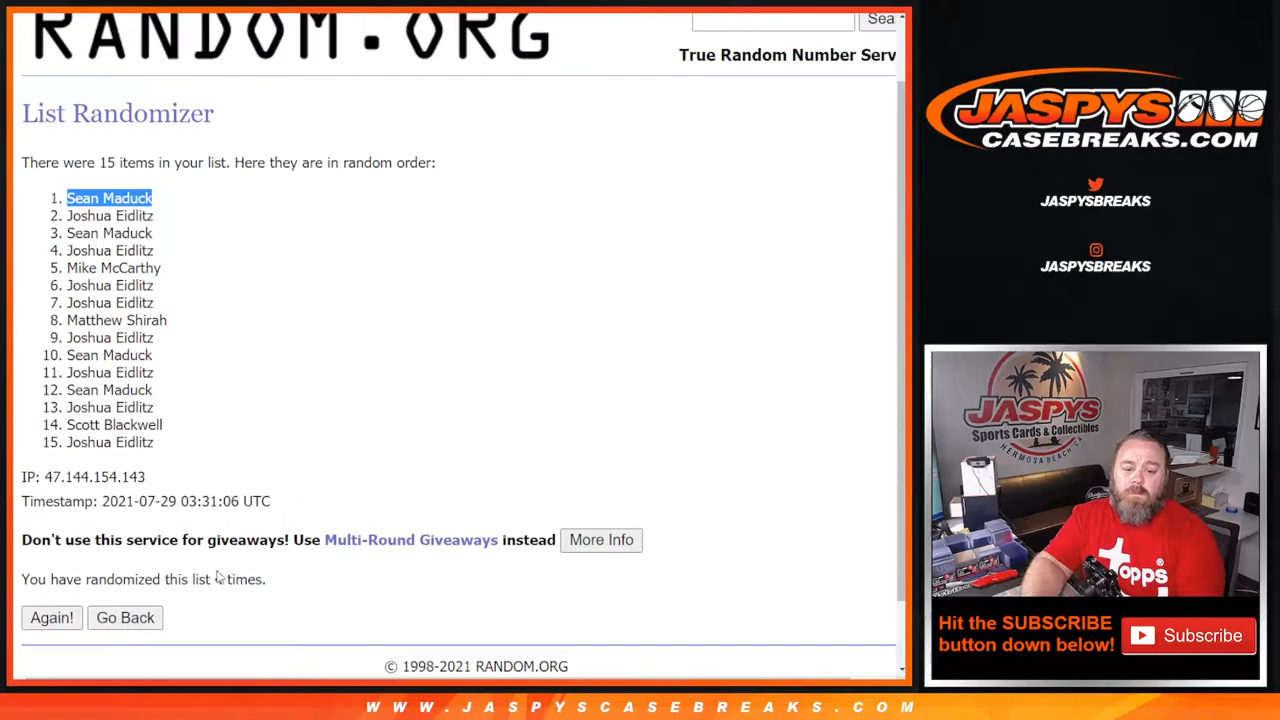 RANDOM.ORG
Sea
True Random Number Serv
List Randomizer
There were 15 items in your list. Here they are in random order:
1. Sean Maduck
2. Joshua Eidlitz
3. Sean Maduck
4. Joshua Eidlitz
5. Mike McCarthy
6. Joshua Eidlitz
7. Joshua Eidlitz
8. Matthew Shirah
9. Joshua Eidlitz
10. Sean Maduck
11. Joshua Eidlitz
12. Sean Maduck
13. Joshua Eidlitz
14. Scott Blackwell
15. Joshua Eidlitz
IP: 47.144.154.143
Timestamp: 2021-07-29 03:31:06 UTC
Don't use this service for giveaways! Use Multi-Round Giveaways instead More Info
You have randomized this list times.
Again! Go Back
© 1998-2021 RANDOM.ORG
JASPYS
CASEBREAKS.COM
JASPYSBREAKS
JASPYSBREAKS
JASPYS
Sports Cards & Collectibles
HERMOSA BEACH, CA
topps
Hit the SUBSCRIBE
button down below!
Subscribe
WWW.JASPYSCASEBREAKS.COM